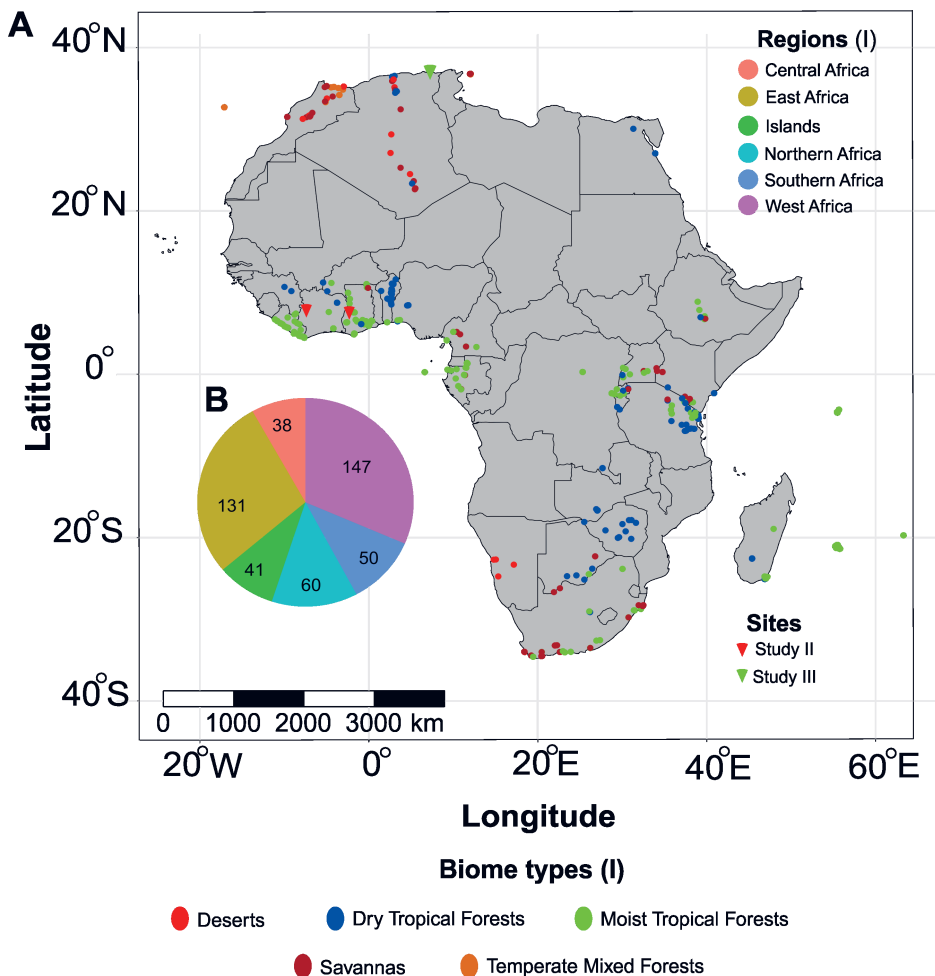 A
40°N
20°N
0°
20°S
40°S
Latitude
Regions (I)
Central Africa
East Africa
Islands
Northern Africa
Southern Africa
West Africa
B
38
147
131
50
41
60
Sites
Study II
Study III
0 1000 2000 3000 km
20°W 0° 20°E 40°E 60°E
Longitude
Biome types (I)
Deserts Dry Tropical Forests Moist Tropical Forests
Savannas Temperate Mixed Forests